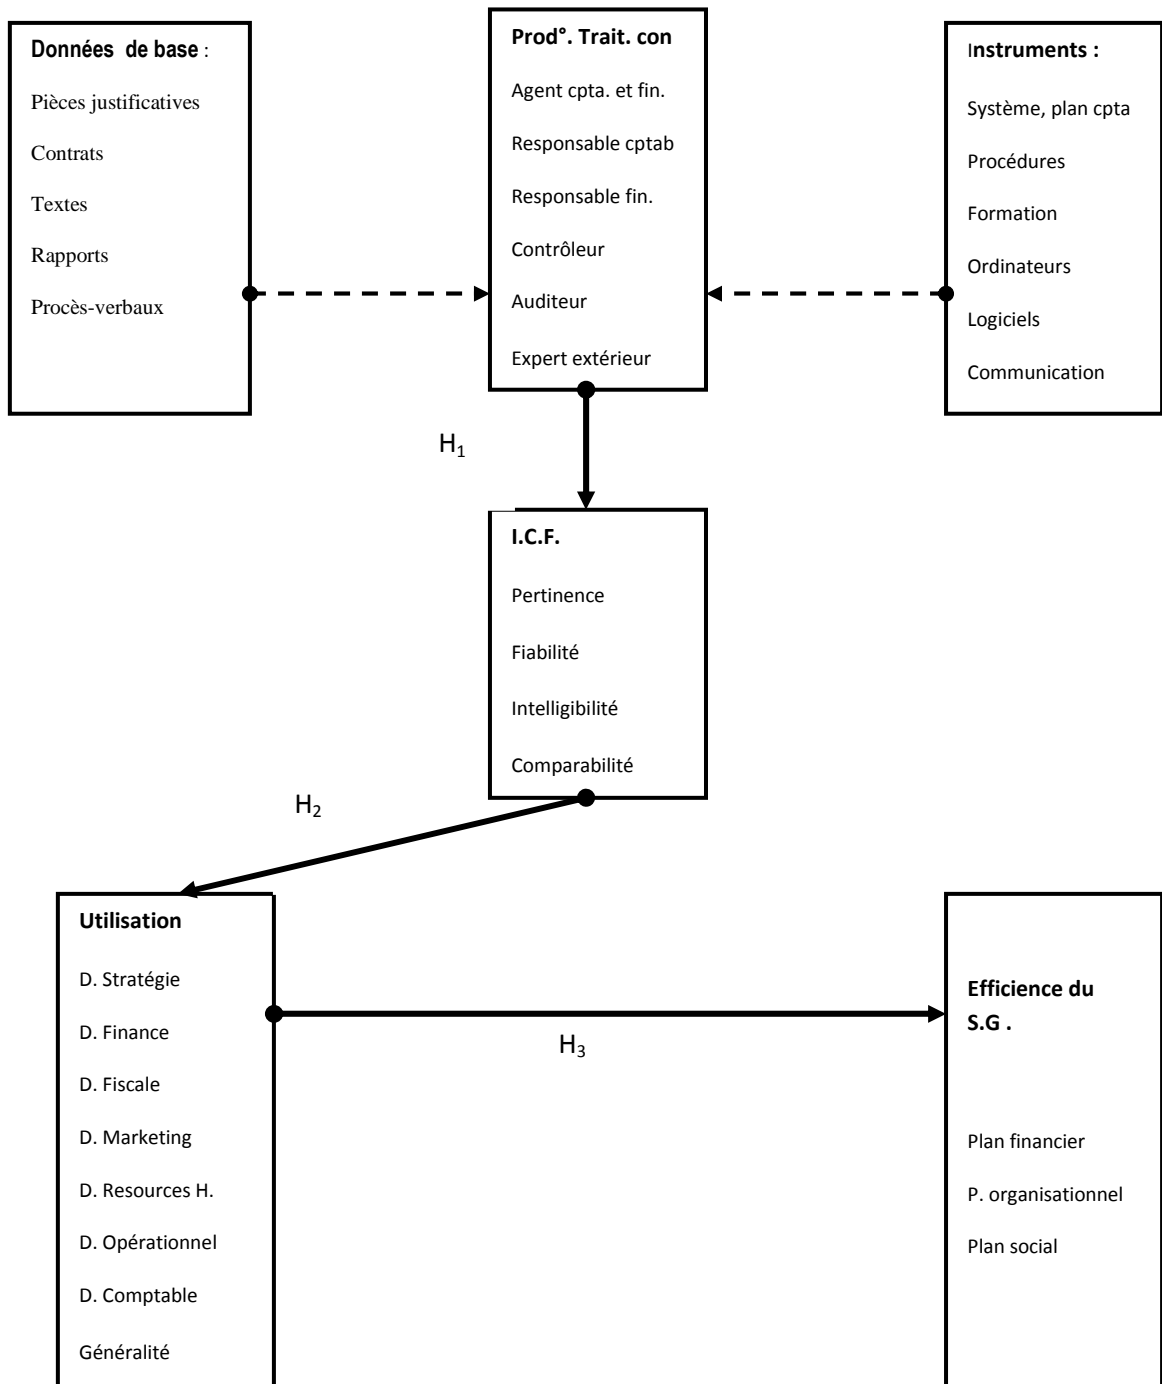 Données de base :
Pièces justificatives
Contrats
Textes
Rapports
Procès-verbaux
Prod°. Trait. con
Agent cpta. et fin.
Responsable cptab
Responsable fin.
Contrôleur
Auditeur
Expert extérieur
Instruments :
Système, plan cpta
Procédures
Formation
Ordinateurs
Logiciels
Communication
H₁
I.C.F.
Pertinence
Fiabilité
Intelligibilité
Comparabilité
H₂
Utilisation
D. Stratégie
D. Finance
D. Fiscale
D. Marketing
D. Resources H.
D. Opérationnel
D. Comptable
Généralité
H₃
Efficience du
S.G .
Plan financier
P. organisationnel
Plan social